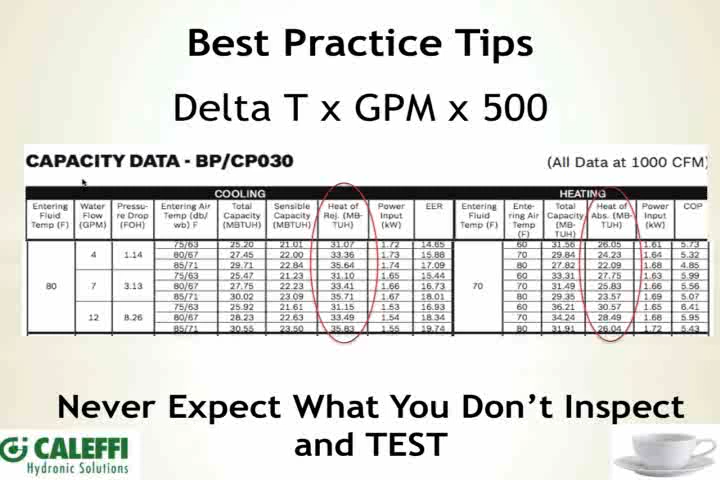 Best Practice Tips
Delta T x GPM x 500
CAPACITY DATA - BP/CP030 (All Data at 1000 CFM)
COOLING HEATING
Entering Fluid Temp (F) Water Flow (GPM) Pressu-re Drop (FOH) Entering Air Temp (db/wb) F Total Capacity (MBTUH) Sensible Capacity (MBTUH) Heat of Rej. (MB-TUH) Power Input (kW) EER Entering Fluid Temp (F) Ente-ring Air Temp (F) Total Capacity (MB-TUH) Heat of Abs. (MB-TUH) Power Input (kW) COP
75/63 25.20 21.01 31.07 1.72 14.65 60 31.56 26.05 1.61 5.73
4 1.14 80/67 27.45 22.00 33.36 1.73 15.88 70 29.84 24.23 1.64 5.32
85/71 29.71 22.84 35.64 1.74 17.09 80 27.82 22.09 1.68 4.85
75/63 25.47 21.23 31.10 1.65 15.44 60 33.31 27.75 1.63 5.99
80 7 3.13 80/67 27.75 22.23 33.41 1.66 16.73 70 70 31.49 25.83 1.66 5.56
85/71 30.02 23.09 35.71 1.67 18.01 80 29.35 23.57 1.69 5.07
75/63 25.92 21.61 31.15 1.53 16.93 60 36.21 30.57 1.65 6.41
12 8.26 80/67 28.23 22.63 33.49 1.54 18.34 70 34.24 28.49 1.68 5.95
85/71 30.55 23.50 35.83 1.55 19.74 80 31.91 26.04 1.72 5.43
Never Expect What You Don’t Inspect
and TEST
CALEFFI
Hydronic Solutions